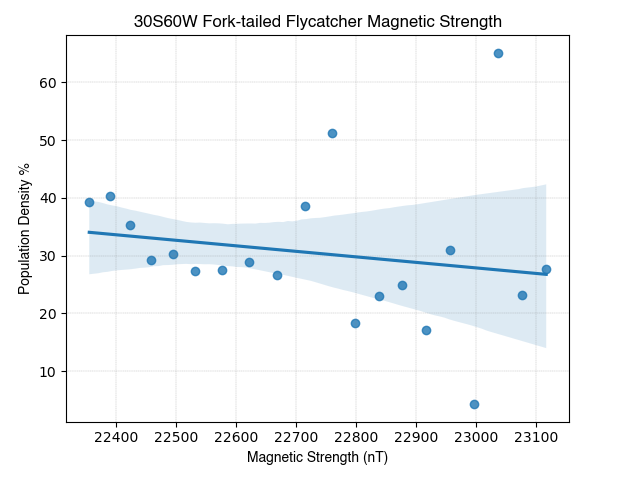 30S60W Fork-tailed Flycatcher Magnetic Strength
Population Density %
60
50
40
30
20
10
22400 22500 22600 22700 22800 22900 23000 23100
Magnetic Strength (nT)